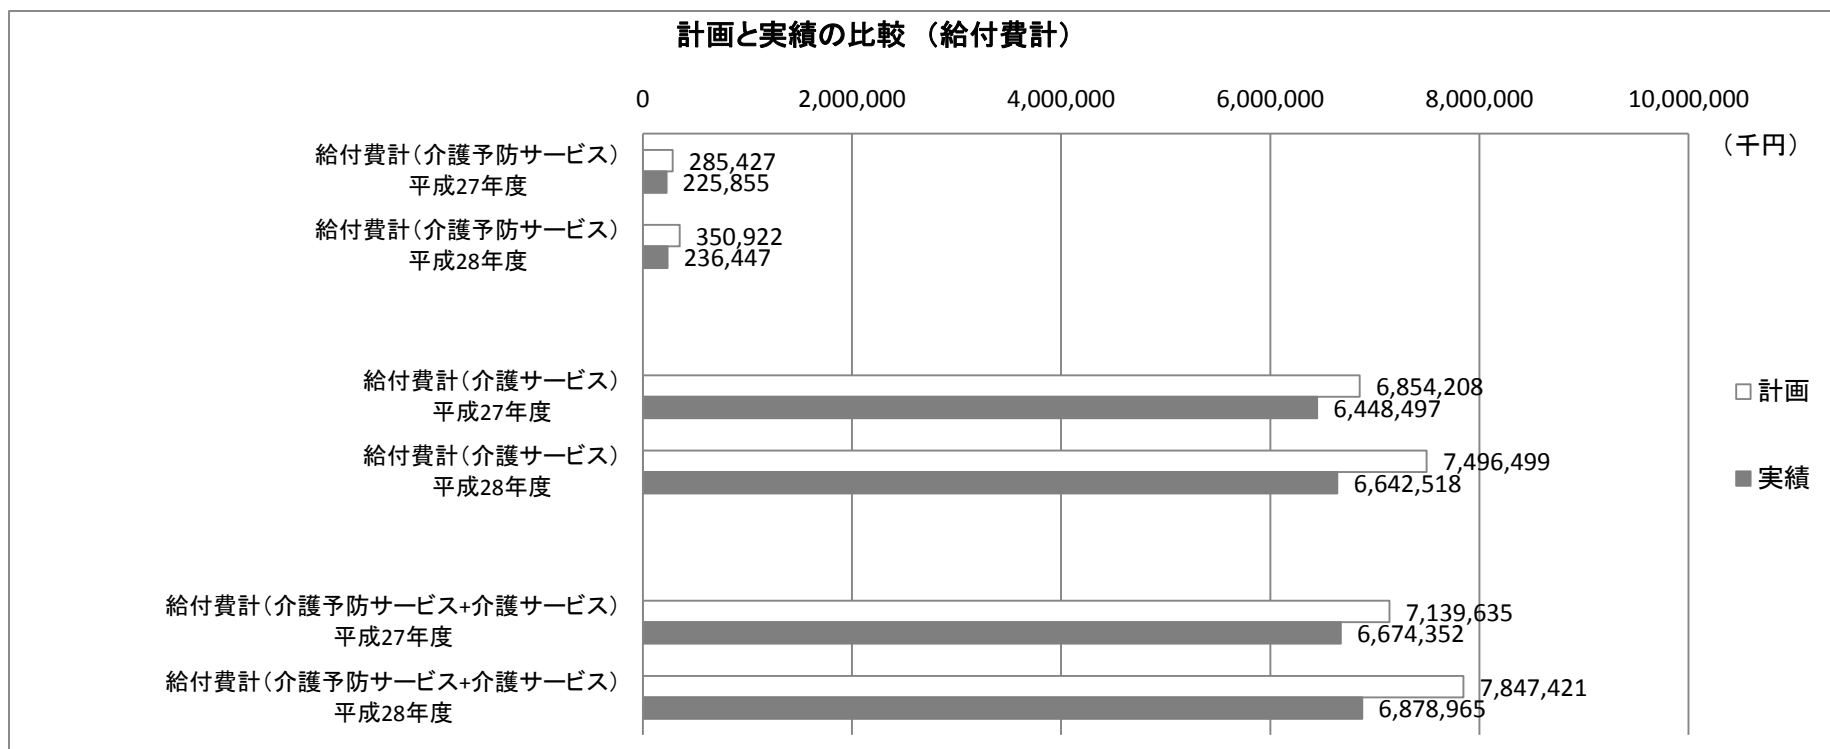 計画と実績の比較 （給付費計）
0 2,000,000 4,000,000 6,000,000 8,000,000 10,000,000
（千円）
給付費計（介護予防サービス）
平成27年度
285,427
225,855
給付費計（介護予防サービス）
平成28年度
350,922
236,447
給付費計（介護サービス）
平成27年度
6,854,208
6,448,497
給付費計（介護サービス）
平成28年度
7,496,499
6,642,518
給付費計（介護予防サービス+介護サービス）
平成27年度
7,139,635
6,674,352
給付費計（介護予防サービス+介護サービス）
平成28年度
7,847,421
6,878,965
計画
実績